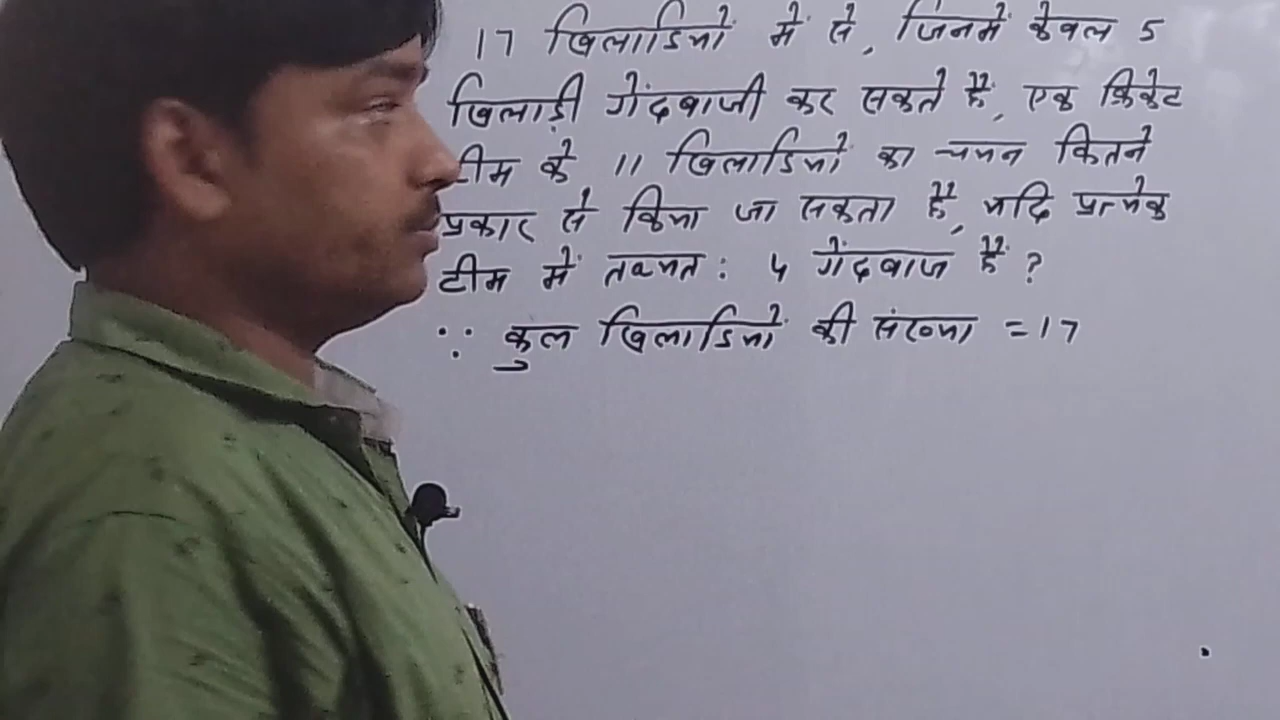 17 खिलाडियों में से, जिनमें केवल 5
खिलाड़ी गेंदबाजी कर सकते हैं, एक क्रिकेट
टीम के 11 खिलाडियों का चयन कितने
प्रकार से किया जा सकता हैं, यदि प्रत्येक
टीम में तथ्यत: 4 गेंदबाज हैं ?
∵ कुल खिलाडियों की संख्या = 17